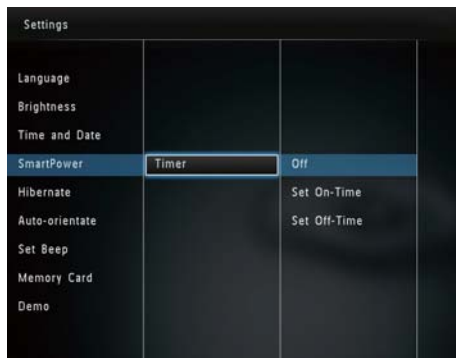 Settings
Language
Brightness
Time and Date
SmartPower Timer Off
Hibernate Set On-Time
Auto-orientate Set Off-Time
Set Beep
Memory Card
Demo